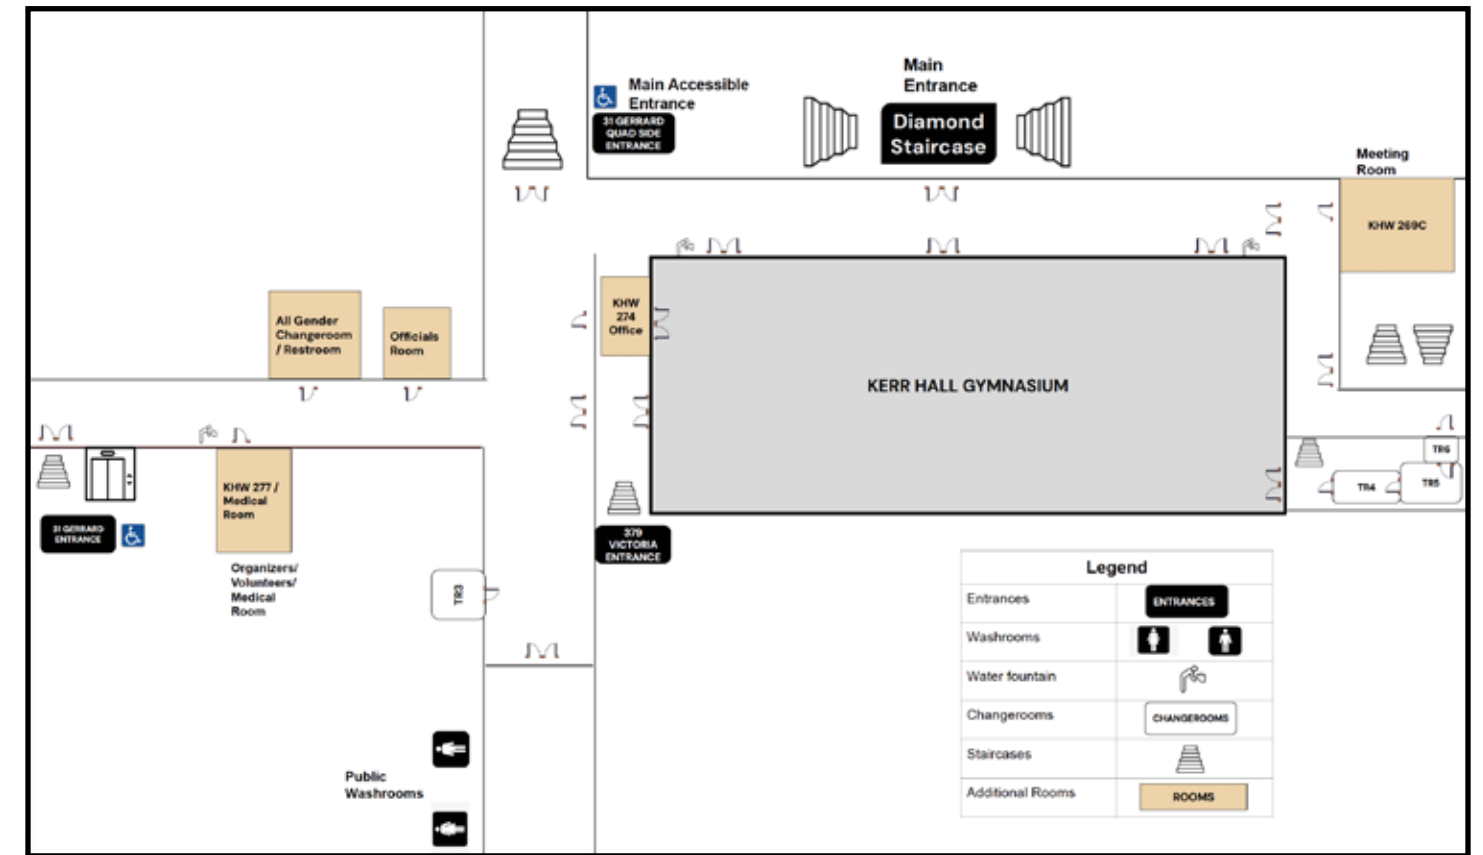 Main Accessible
Entrance
31 GERRARD
QUAD SIDE
ENTRANCE
Main
Entrance
Diamond
Staircase
Meeting
Room
KHW 269C
All Gender
Changeroom
/ Restroom
Officials
Room
KHW
274
Office
KERR HALL GYMNASIUM
TR6
TR4
TR5
KHW 277 /
Medical
Room
31 GERRARD
ENTRANCE
Organizers/
Volunteers/
Medical
Room
TR3
379
VICTORIA
ENTRANCE
Public
Washrooms
Legend
Entrances
ENTRANCES
Washrooms
Water fountain
Changerooms
CHANGEROOMS
Staircases
Additional Rooms
ROOMS